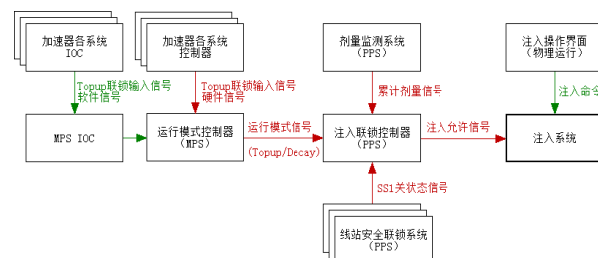 加速器各系统
IOC
加速器各系统
控制器
剂量监测系统
(PPS)
注入操作界面
(物理运行)
Topup联锁输入信号
软件信号
Topup联锁输入信号
硬件信号
累计剂量信号
注入命令
MPS IOC
运行模式控制器
(MPS)
运行模式信号
(Topup/Decay)
注入联锁控制器
(PPS)
注入允许信号
注入系统
SS1关状态信号
线站安全联锁系统
(PPS)